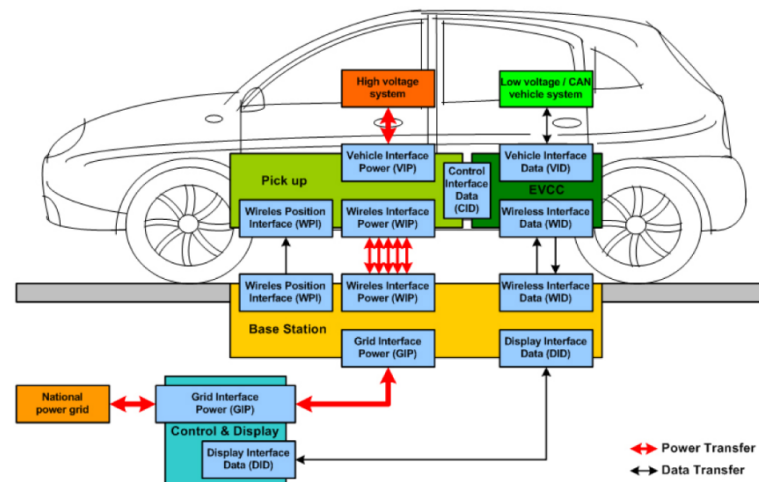 High voltage
system
Low voltage / CAN
vehicle system
Vehicle Interface
Power (VIP)
Vehicle Interface
Data (VID)
Pick up
Control
Interface
Data
(CID)
EVCC
Wireles Position
Interface (WPI)
Wireles Interface
Power (WIP)
Wireless Interface
Data (WID)
Wireles Position
Interface (WPI)
Wireles Interface
Power (WIP)
Wireless Interface
Data (WID)
Base Station
Grid Interface
Power (GIP)
Display Interface
Data (DID)
National
power grid
Grid Interface
Power (GIP)
Control & Display
Display Interface
Data (DID)
Power Transfer
Data Transfer